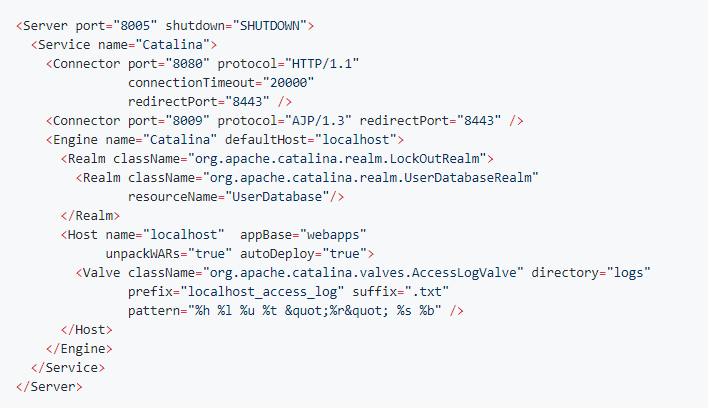 <Server port="8005" shutdown="SHUTDOWN">
  <Service name="Catalina">
    <Connector port="8080" protocol="HTTP/1.1"
               connectionTimeout="20000"
               redirectPort="8443" />
    <Connector port="8009" protocol="AJP/1.3" redirectPort="8443" />
    <Engine name="Catalina" defaultHost="localhost">
      <Realm className="org.apache.catalina.realm.LockOutRealm">
        <Realm className="org.apache.catalina.realm.UserDatabaseRealm"
               resourceName="UserDatabase"/>
      </Realm>
      <Host name="localhost"  appBase="webapps"
            unpackWARs="true" autoDeploy="true">
        <Valve className="org.apache.catalina.valves.AccessLogValve" directory="logs"
               prefix="localhost_access_log" suffix=".txt"
               pattern="%h %l %u %t &quot;%r&quot; %s %b" />
      </Host>
    </Engine>
  </Service>
</Server>